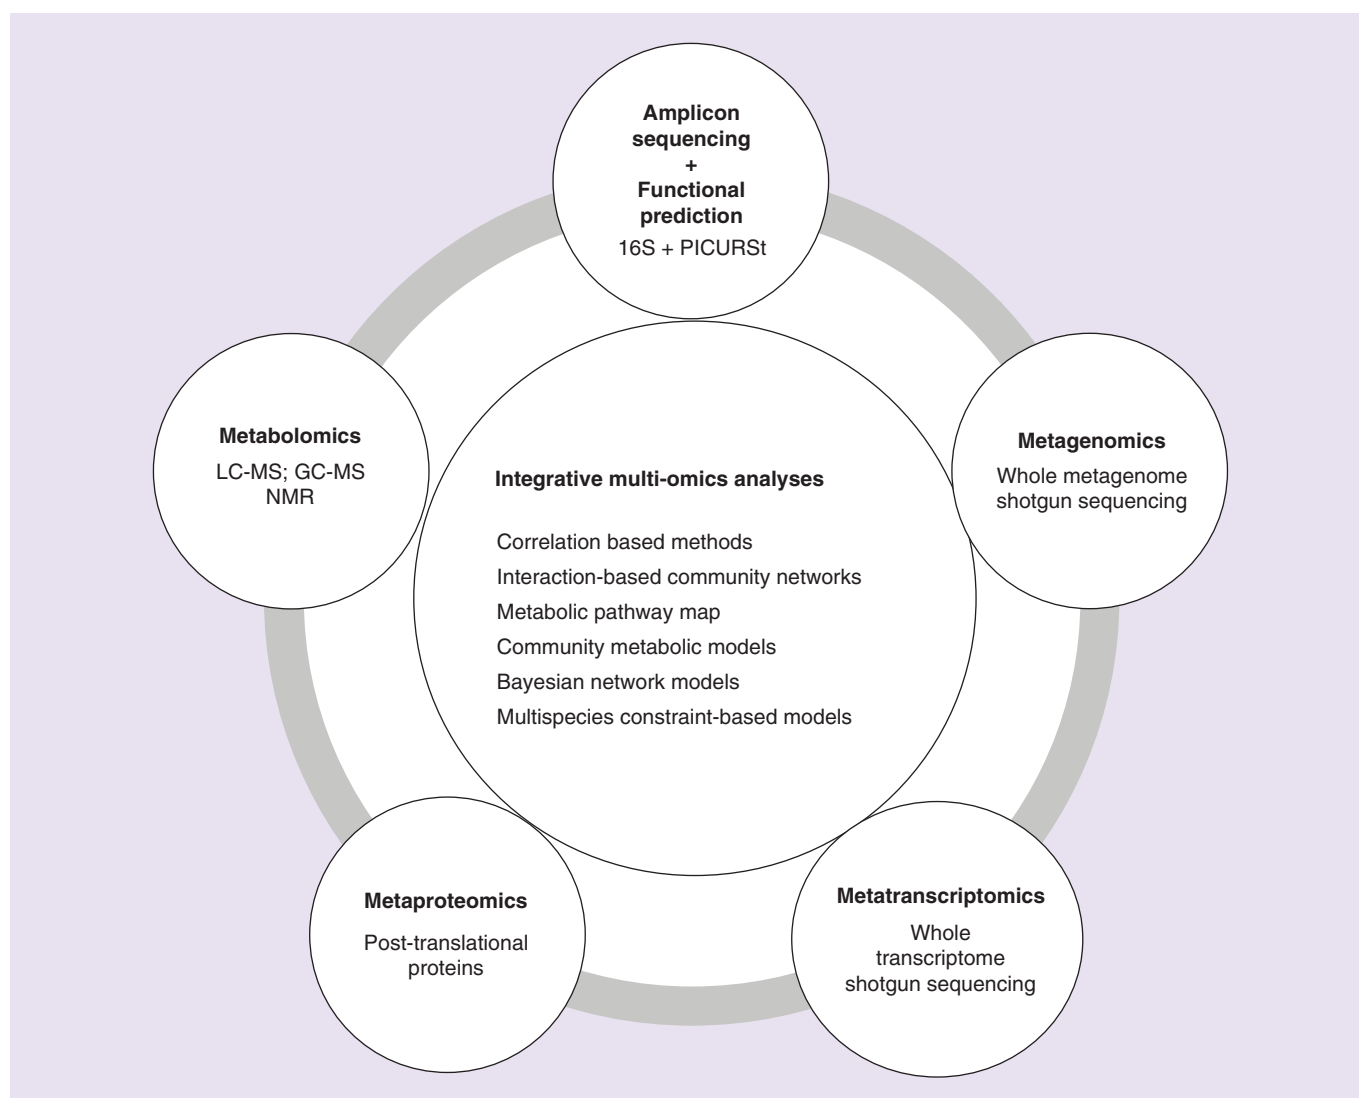 Amplicon
sequencing
+
Functional
prediction
16S + PICURSt
Metabolomics
LC-MS; GC-MS
NMR
Metagenomics
Whole metagenome
shotgun sequencing
Integrative multi-omics analyses
Correlation based methods
Interaction-based community networks
Metabolic pathway map
Community metabolic models
Bayesian network models
Multispecies constraint-based models
Metaproteomics
Post-translational
proteins
Metatranscriptomics
Whole
transcriptome
shotgun sequencing